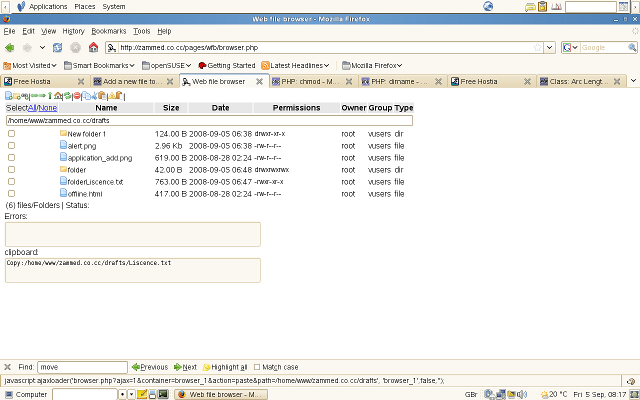 Applications Places System
Web file browser - Mozilla Firefox
File Edit View History Bookmarks Tools Help
http://zammed.co.cc/pages/wfb/browser.php
Google
Most Visited Smart Bookmarks openSUSE Getting Started Latest Headlines Mozilla Firefox
Free Hostia Add a new file to... Web file browser PHP: chmod - M... PHP: dirname - ... Free Hostia Class: Arc Lengt...
SelectAll/None Name Size Date Permissions Owner Group Type
/home/www/zammed.co.cc/drafts
New folder 1 124.00 B 2008-09-05 06:38 drwxr-xr-x root vusers dir
alert.png 2.96 Kb 2008-09-05 06:38 -rw-r--r-- root vusers file
application_add.png 619.00 B 2008-08-28 02:24 -rw-r--r-- root vusers file
folder 42.00 B 2008-09-05 06:48 drwxrwxrwx root vusers dir
folderLiscence.txt 763.00 B 2008-09-05 06:47 -rwxr-xr-x root vusers file
offline.html 417.00 B 2008-08-28 02:24 -rw-r--r-- root vusers file
(6) files/Folders | Status:
Errors:
clipboard:
Copy:/home/www/zammed.co.cc/drafts/Liscence.txt
Find: move Previous Next Highlight all Match case
javascript:ajaxloader('browser.php?ajax=1&container=browser_1&action=paste&path=/home/www/zammed.co.cc/drafts', 'browser_1',false,'');
Computer Web file browser - M... GBr 20 °C Fri 5 Sep, 08:17